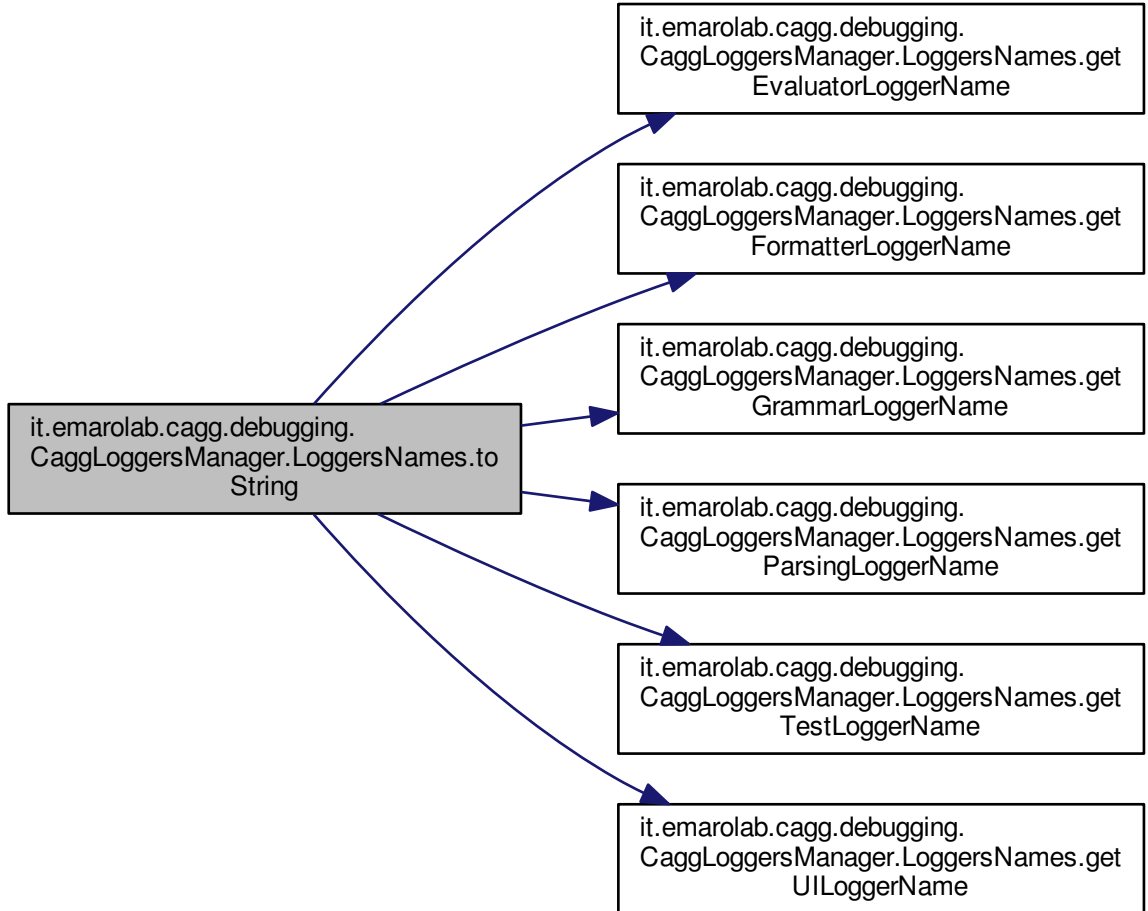 it.emarolab.cagg.debugging.
CaggLoggersManager.LoggersNames.get
EvaluatorLoggerName
it.emarolab.cagg.debugging.
CaggLoggersManager.LoggersNames.get
FormatterLoggerName
it.emarolab.cagg.debugging.
CaggLoggersManager.LoggersNames.get
GrammarLoggerName
it.emarolab.cagg.debugging.
CaggLoggersManager.LoggersNames.to
String
it.emarolab.cagg.debugging.
CaggLoggersManager.LoggersNames.get
ParsingLoggerName
it.emarolab.cagg.debugging.
CaggLoggersManager.LoggersNames.get
TestLoggerName
it.emarolab.cagg.debugging.
CaggLoggersManager.LoggersNames.get
UILoggerName